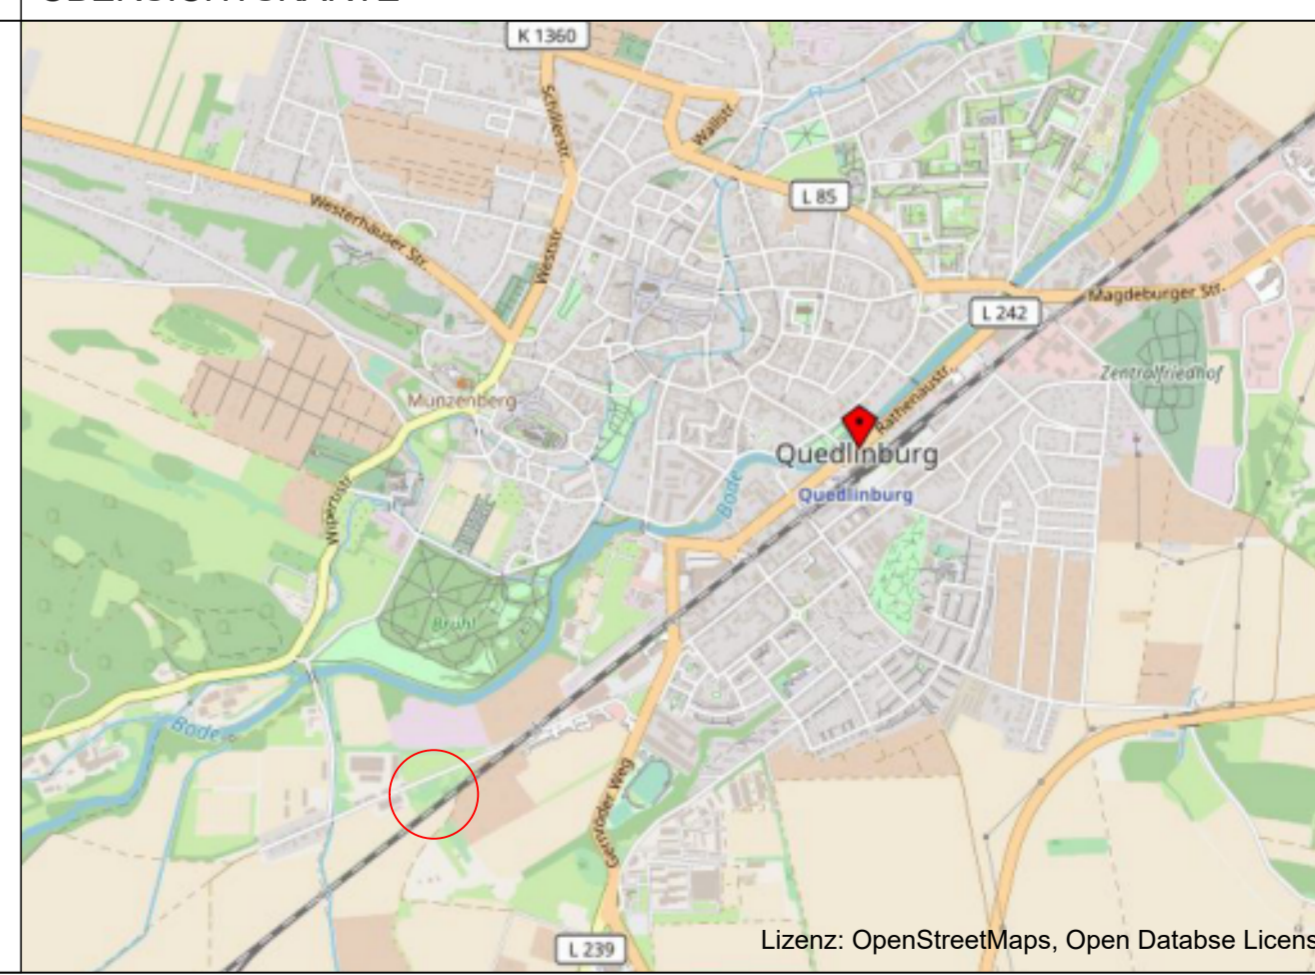 K 1360
Schillerstr.
Wallstr.
L 85
Westerhäuser Str.
Weststr.
Magdeburger Str.
L 242
Zentralfriedhof
Münzenberg
Rathenaustr.
Quedlinburg
Quedlinburg
Bode
Wipertistr.
Brühl
Bode
Gernröder Weg
L 239
Lizenz: OpenStreetMaps, Open Databse Licens